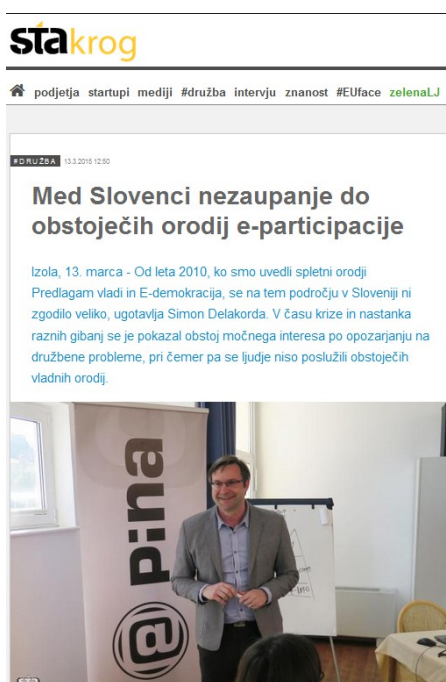 stakrog
podjetja startupi mediji #družba intervju znanost #EUface zelenaLJ
#DRUŽBA 13.3.2015 12:50
Med Slovenci nezaupanje do
obstoječih orodij e-participacije
Izola, 13. marca - Od leta 2010, ko smo uvedli spletni orodji
Predlagam vladi in E-demokracija, se na tem področju v Sloveniji ni
zgodilo veliko, ugotavlja Simon Delakorda. V času krize in nastanka
raznih gibanj se je pokazal obstoj močnega interesa po opozarjanju na
družbene probleme, pri čemer pa se ljudje niso poslužili obstoječih
vladnih orodij.
@ pina